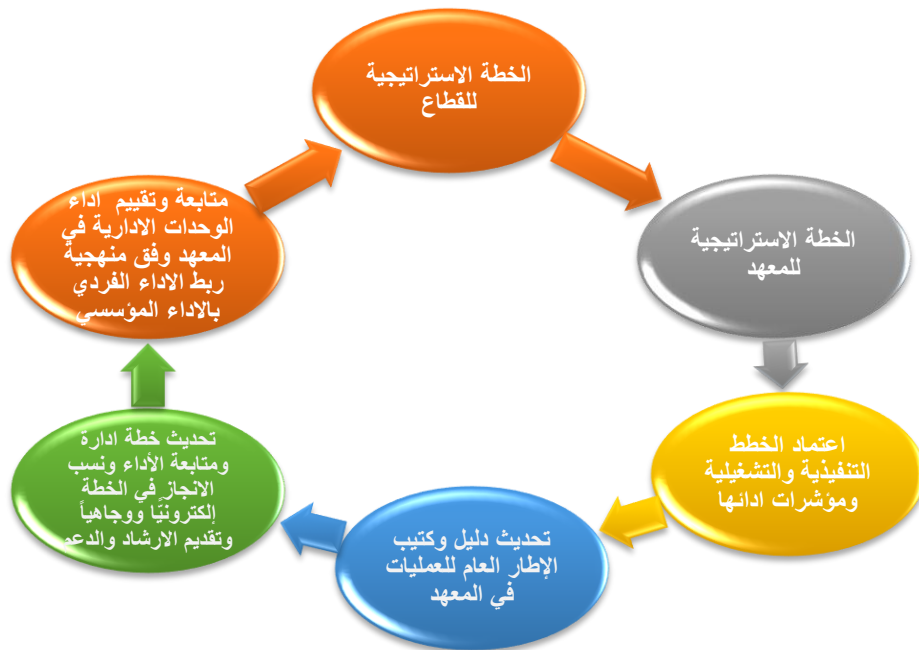 الخطة الاستراتيجية
للقطاع
الخطة الاستراتيجية
للمعهد
اعتماد الخطط
التنفيذية والتشغيلية
ومؤشرات ادائها
تحديث دليل وكتيب
الإطار العام للعمليات
في المعهد
تحديث خطة ادارة
ومتابعة الأداء ونسب
الانجاز في الخطة
إلكترونيًا ووجاهياً
وتقديم الارشاد والدعم
متابعة وتقييم اداء
الوحدات الادارية في
المعهد وفق منهجية
ربط الاداء الفردي
بالاداء المؤسسي